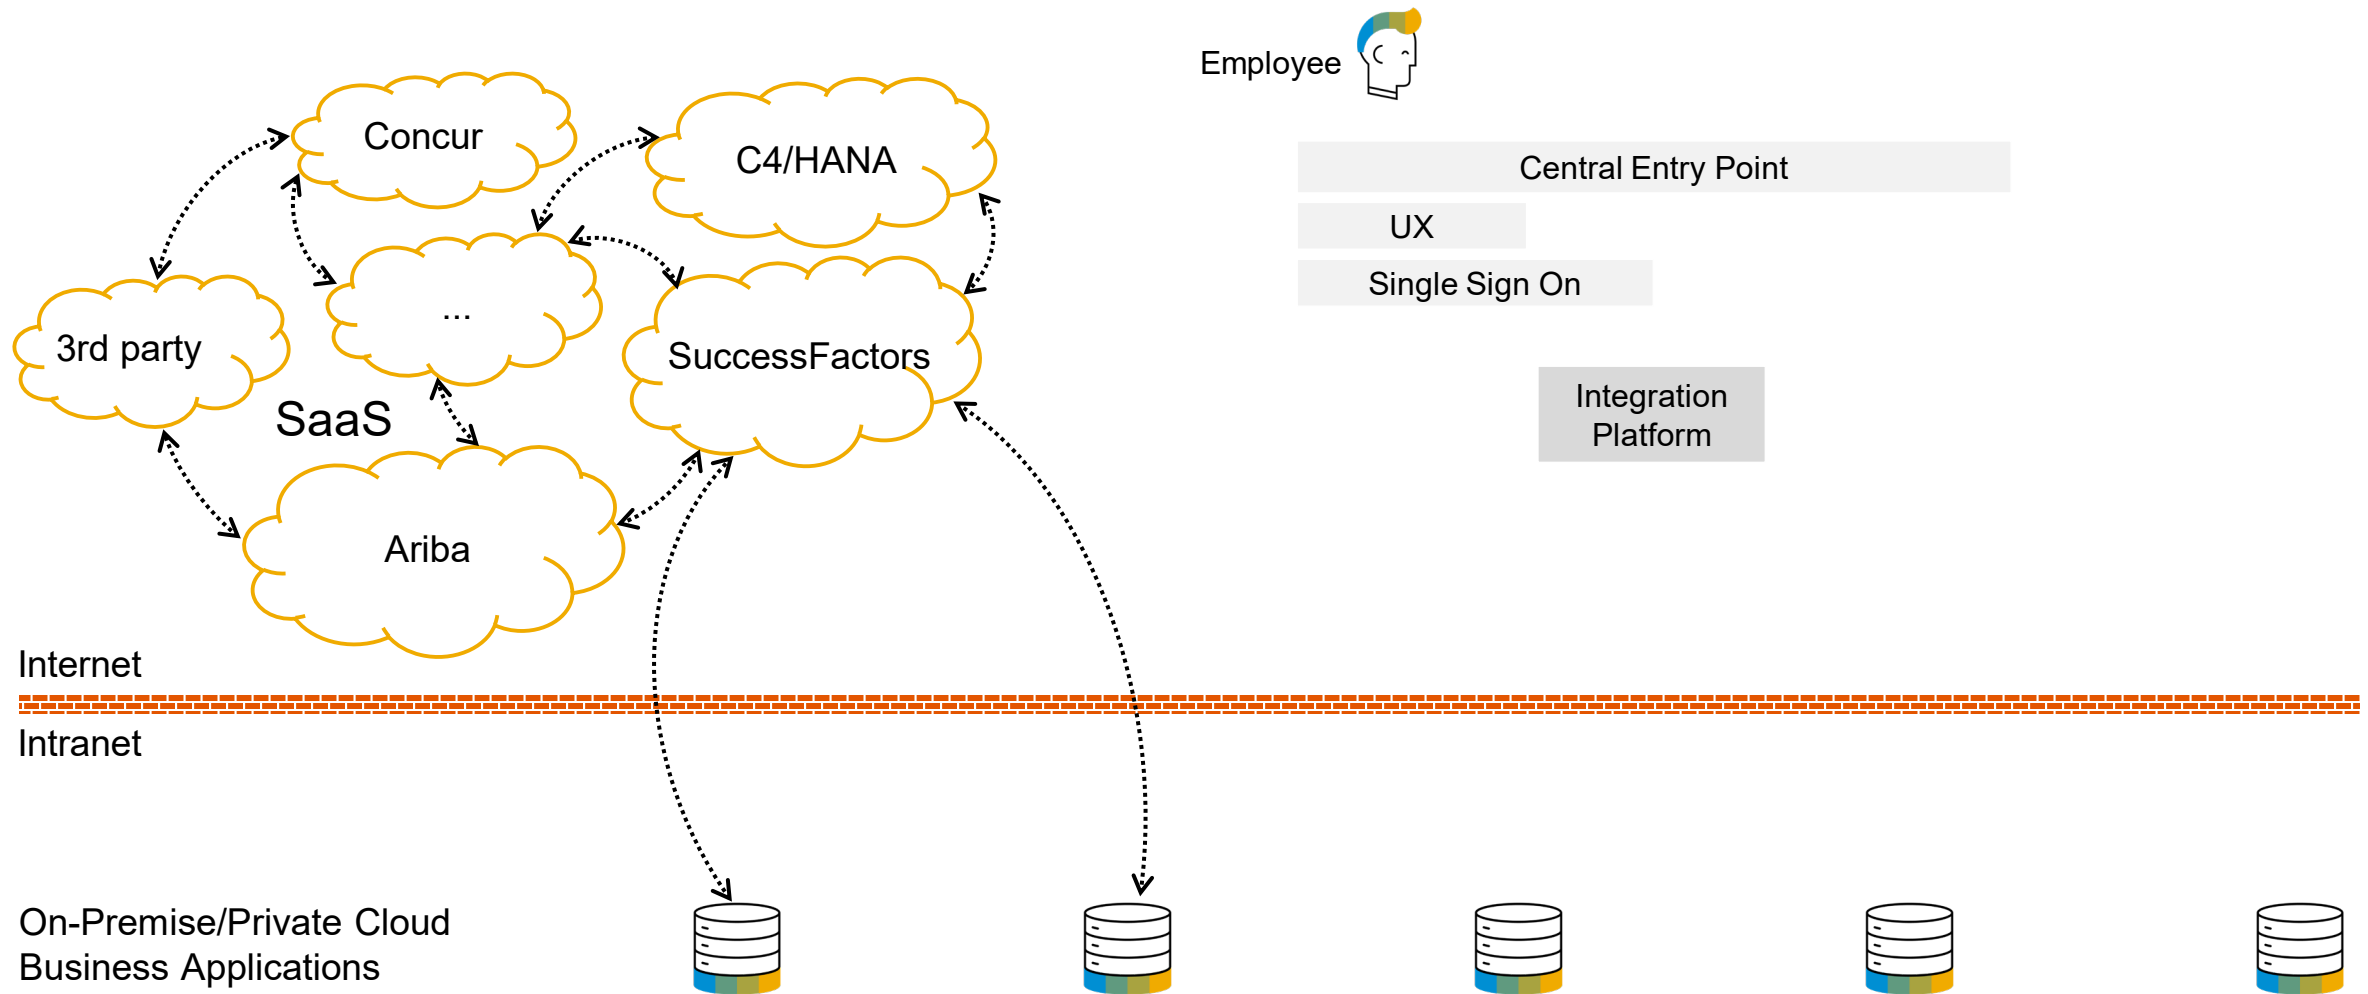 Employee
Concur
C4/HANA
Central Entry Point
UX
Single Sign On
...
3rd party
SuccessFactors
SaaS
Integration
Platform
Ariba
Internet
Intranet
On-Premise/Private Cloud
Business Applications